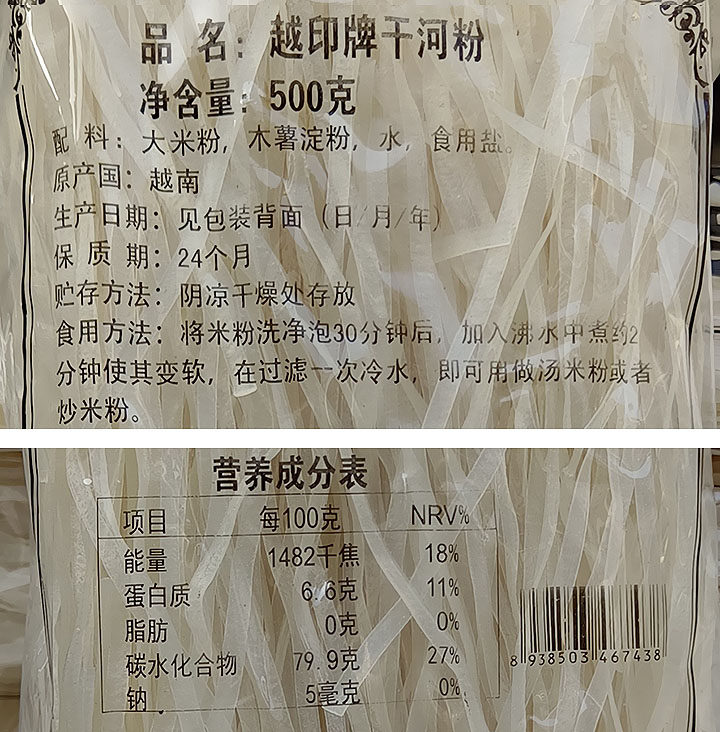 品 名：越印牌干河粉
净含量：500克
配 料：大米粉，木薯淀粉，水，食用盐。
原产国：越南
生产日期：见包装背面（日/月/年）
保 质 期：24个月
贮存方法：阴凉干燥处存放
食用方法：将米粉洗净泡30分钟后，加入沸水中煮约2
分钟使其变软，在过滤一次冷水，即可用做汤米粉或者
炒米粉。
营养成分表
项目 每100克 NRV%
能量 1482千焦 18%
蛋白质 6.6克 11%
脂肪 0克 0%
碳水化合物 79.9克 27%
钠 5毫克 0%
8 938503 467438